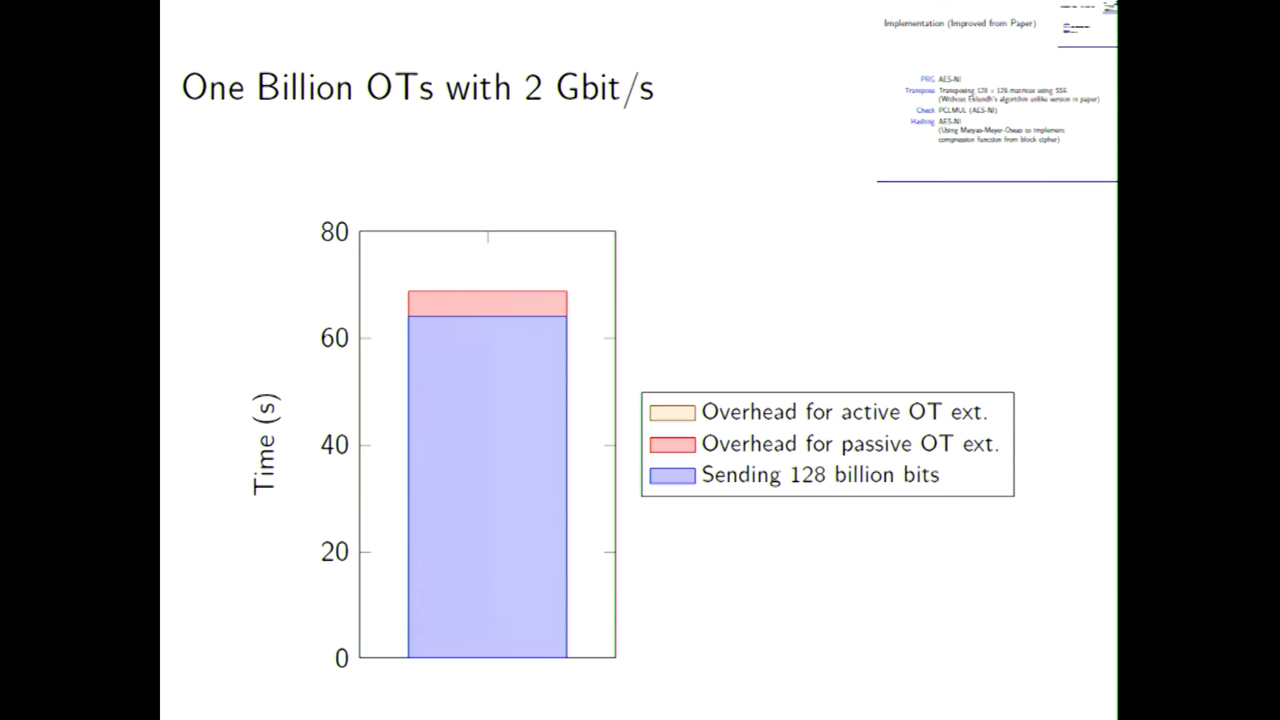 Implementation (Improved from Paper)
One Billion OTs with 2 Gbit/s
PRG AES-NI
Transpose Transposing 128 × 128 matrices using SSE
(Without Eklundh's algorithm unlike version in paper)
Check PCLMUL (AES-NI)
Hashing AES-NI
(Using Matyas-Meyer-Oseas to implement
compression function from block cipher)
80
60
40
20
0
Time (s)
Overhead for active OT ext.
Overhead for passive OT ext.
Sending 128 billion bits